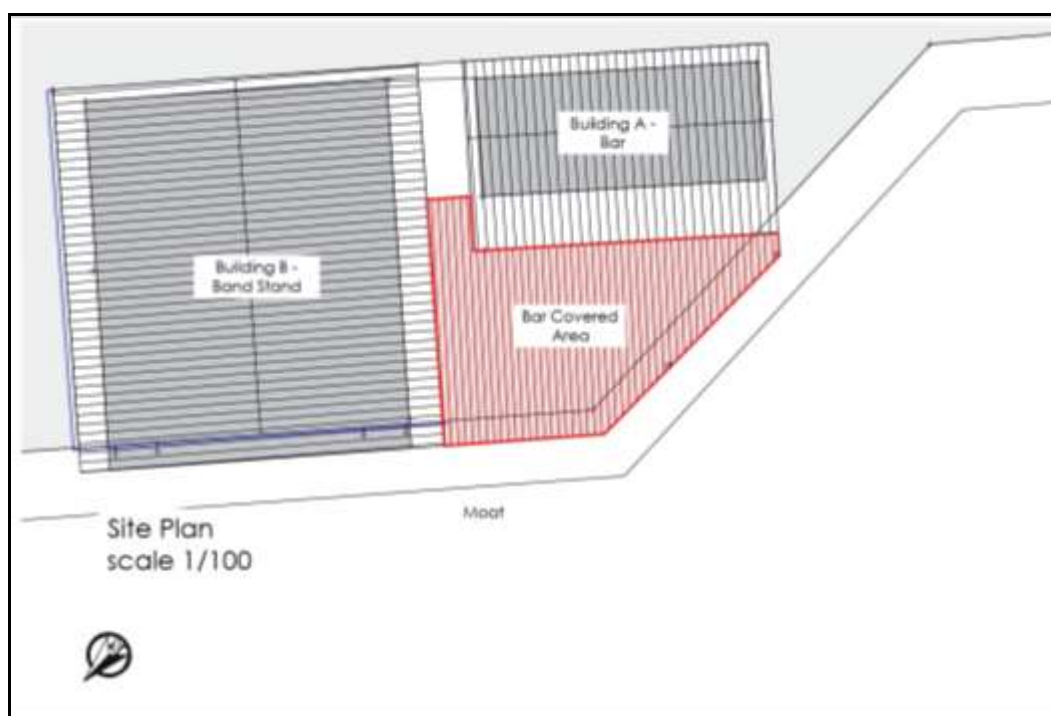 Building A -
Bar
Building B -
Band Stand
Bar Covered
Area
Moat
Site Plan
scale 1/100